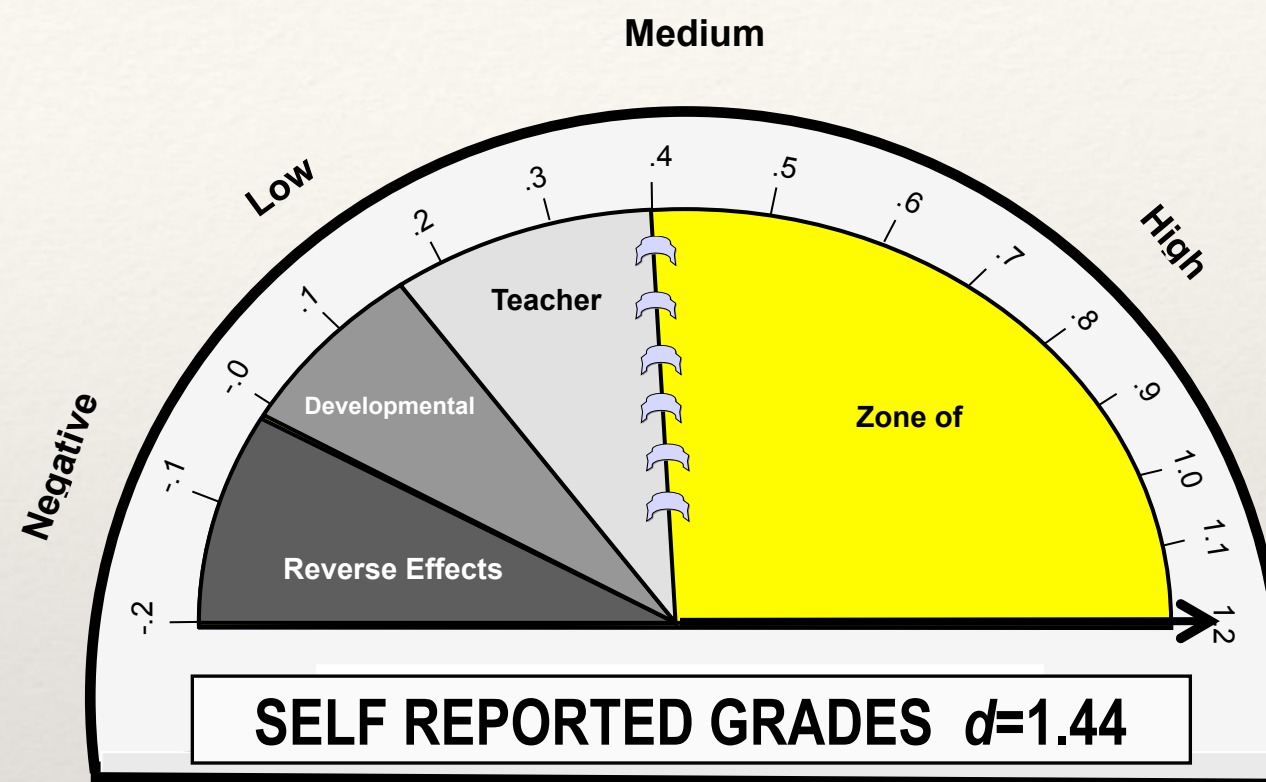 Medium
Low
High
Negative
-.2
-.1
-.0
.1
.2
.3
.4
.5
.6
.7
.8
.9
1.0
1.1
1.2
Teacher
Developmental
Zone of
Reverse Effects
SELF REPORTED GRADES d=1.44